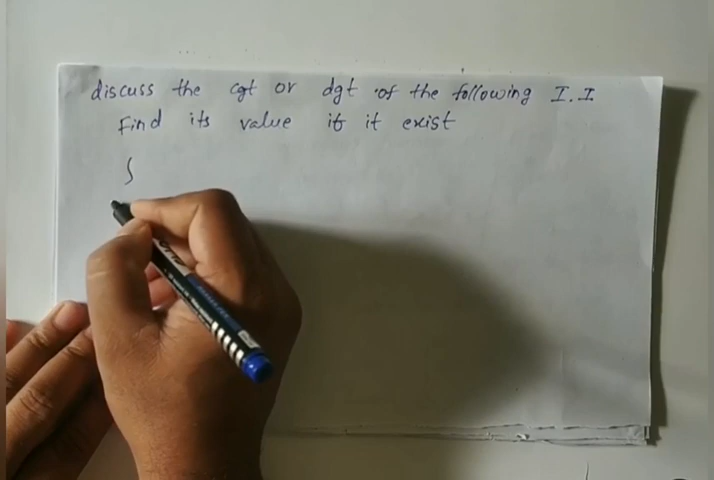 discuss the cgt or dgt of the following I.I
Find its value if it exist
∫